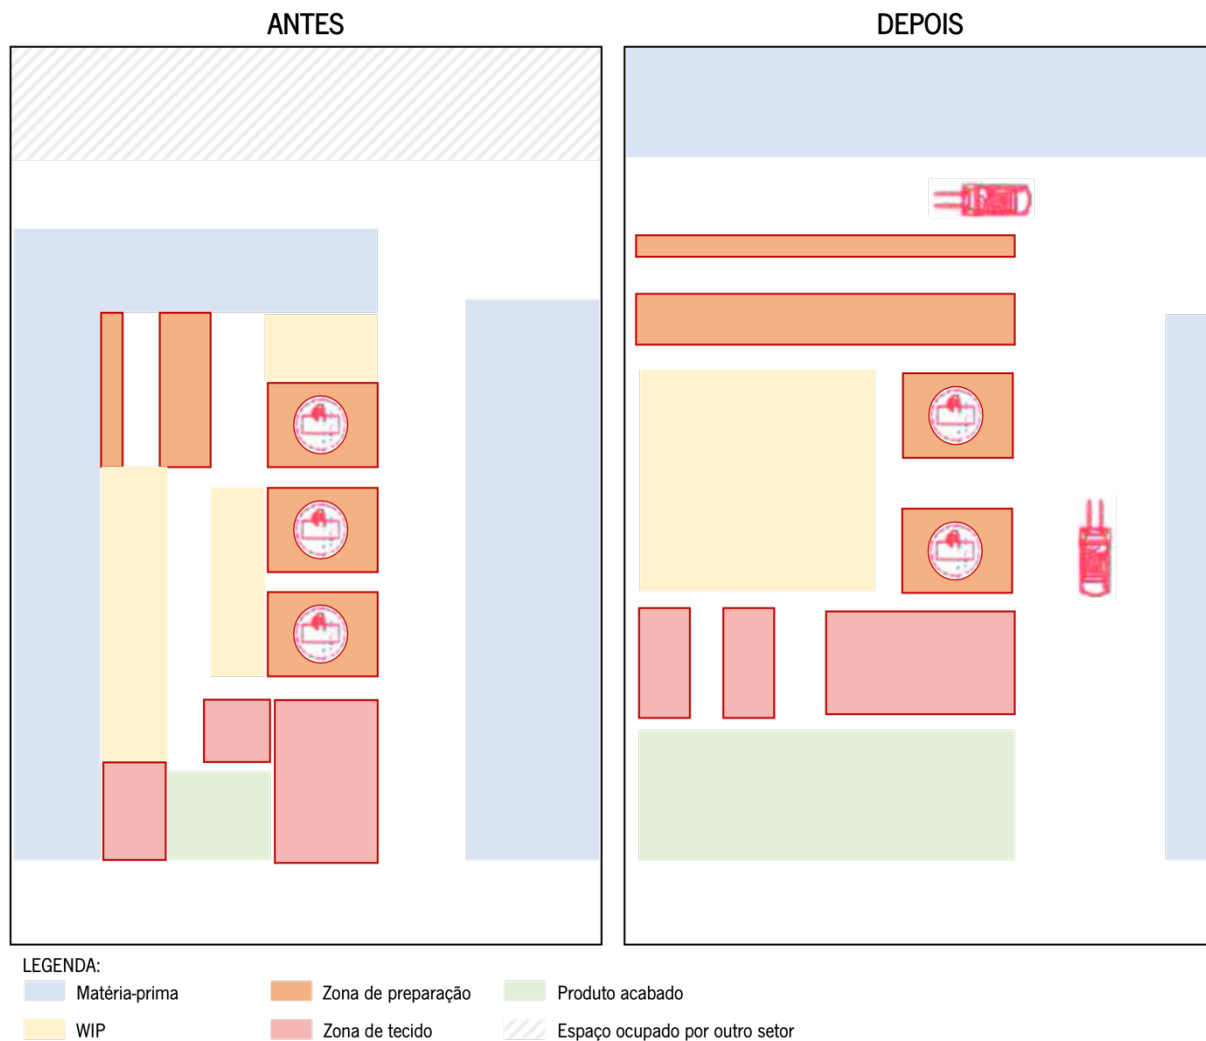 ANTES
DEPOIS
LEGENDA:
Matéria-prima
Zona de preparação
Produto acabado
WIP
Zona de tecido
Espaço ocupado por outro setor